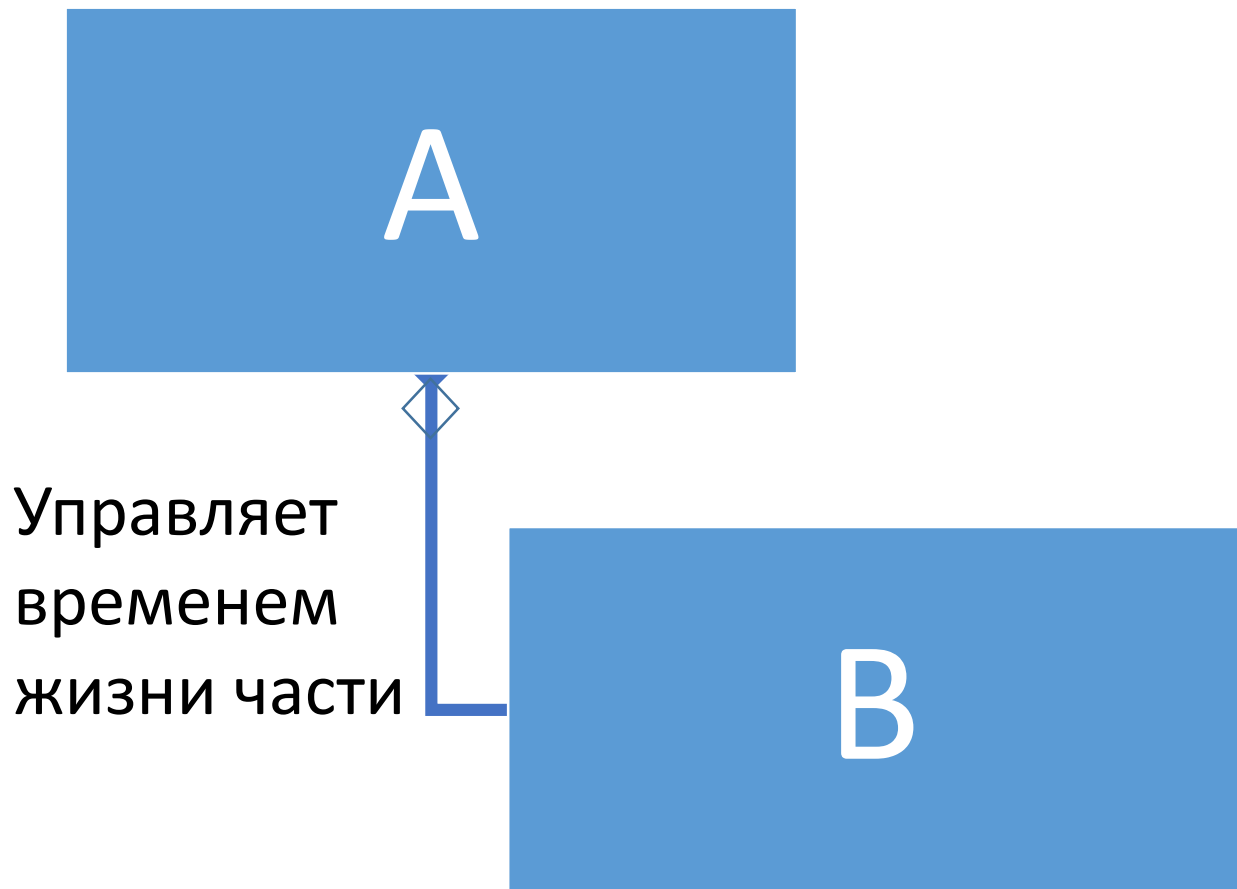 A
Управляет
временем
жизни части
B